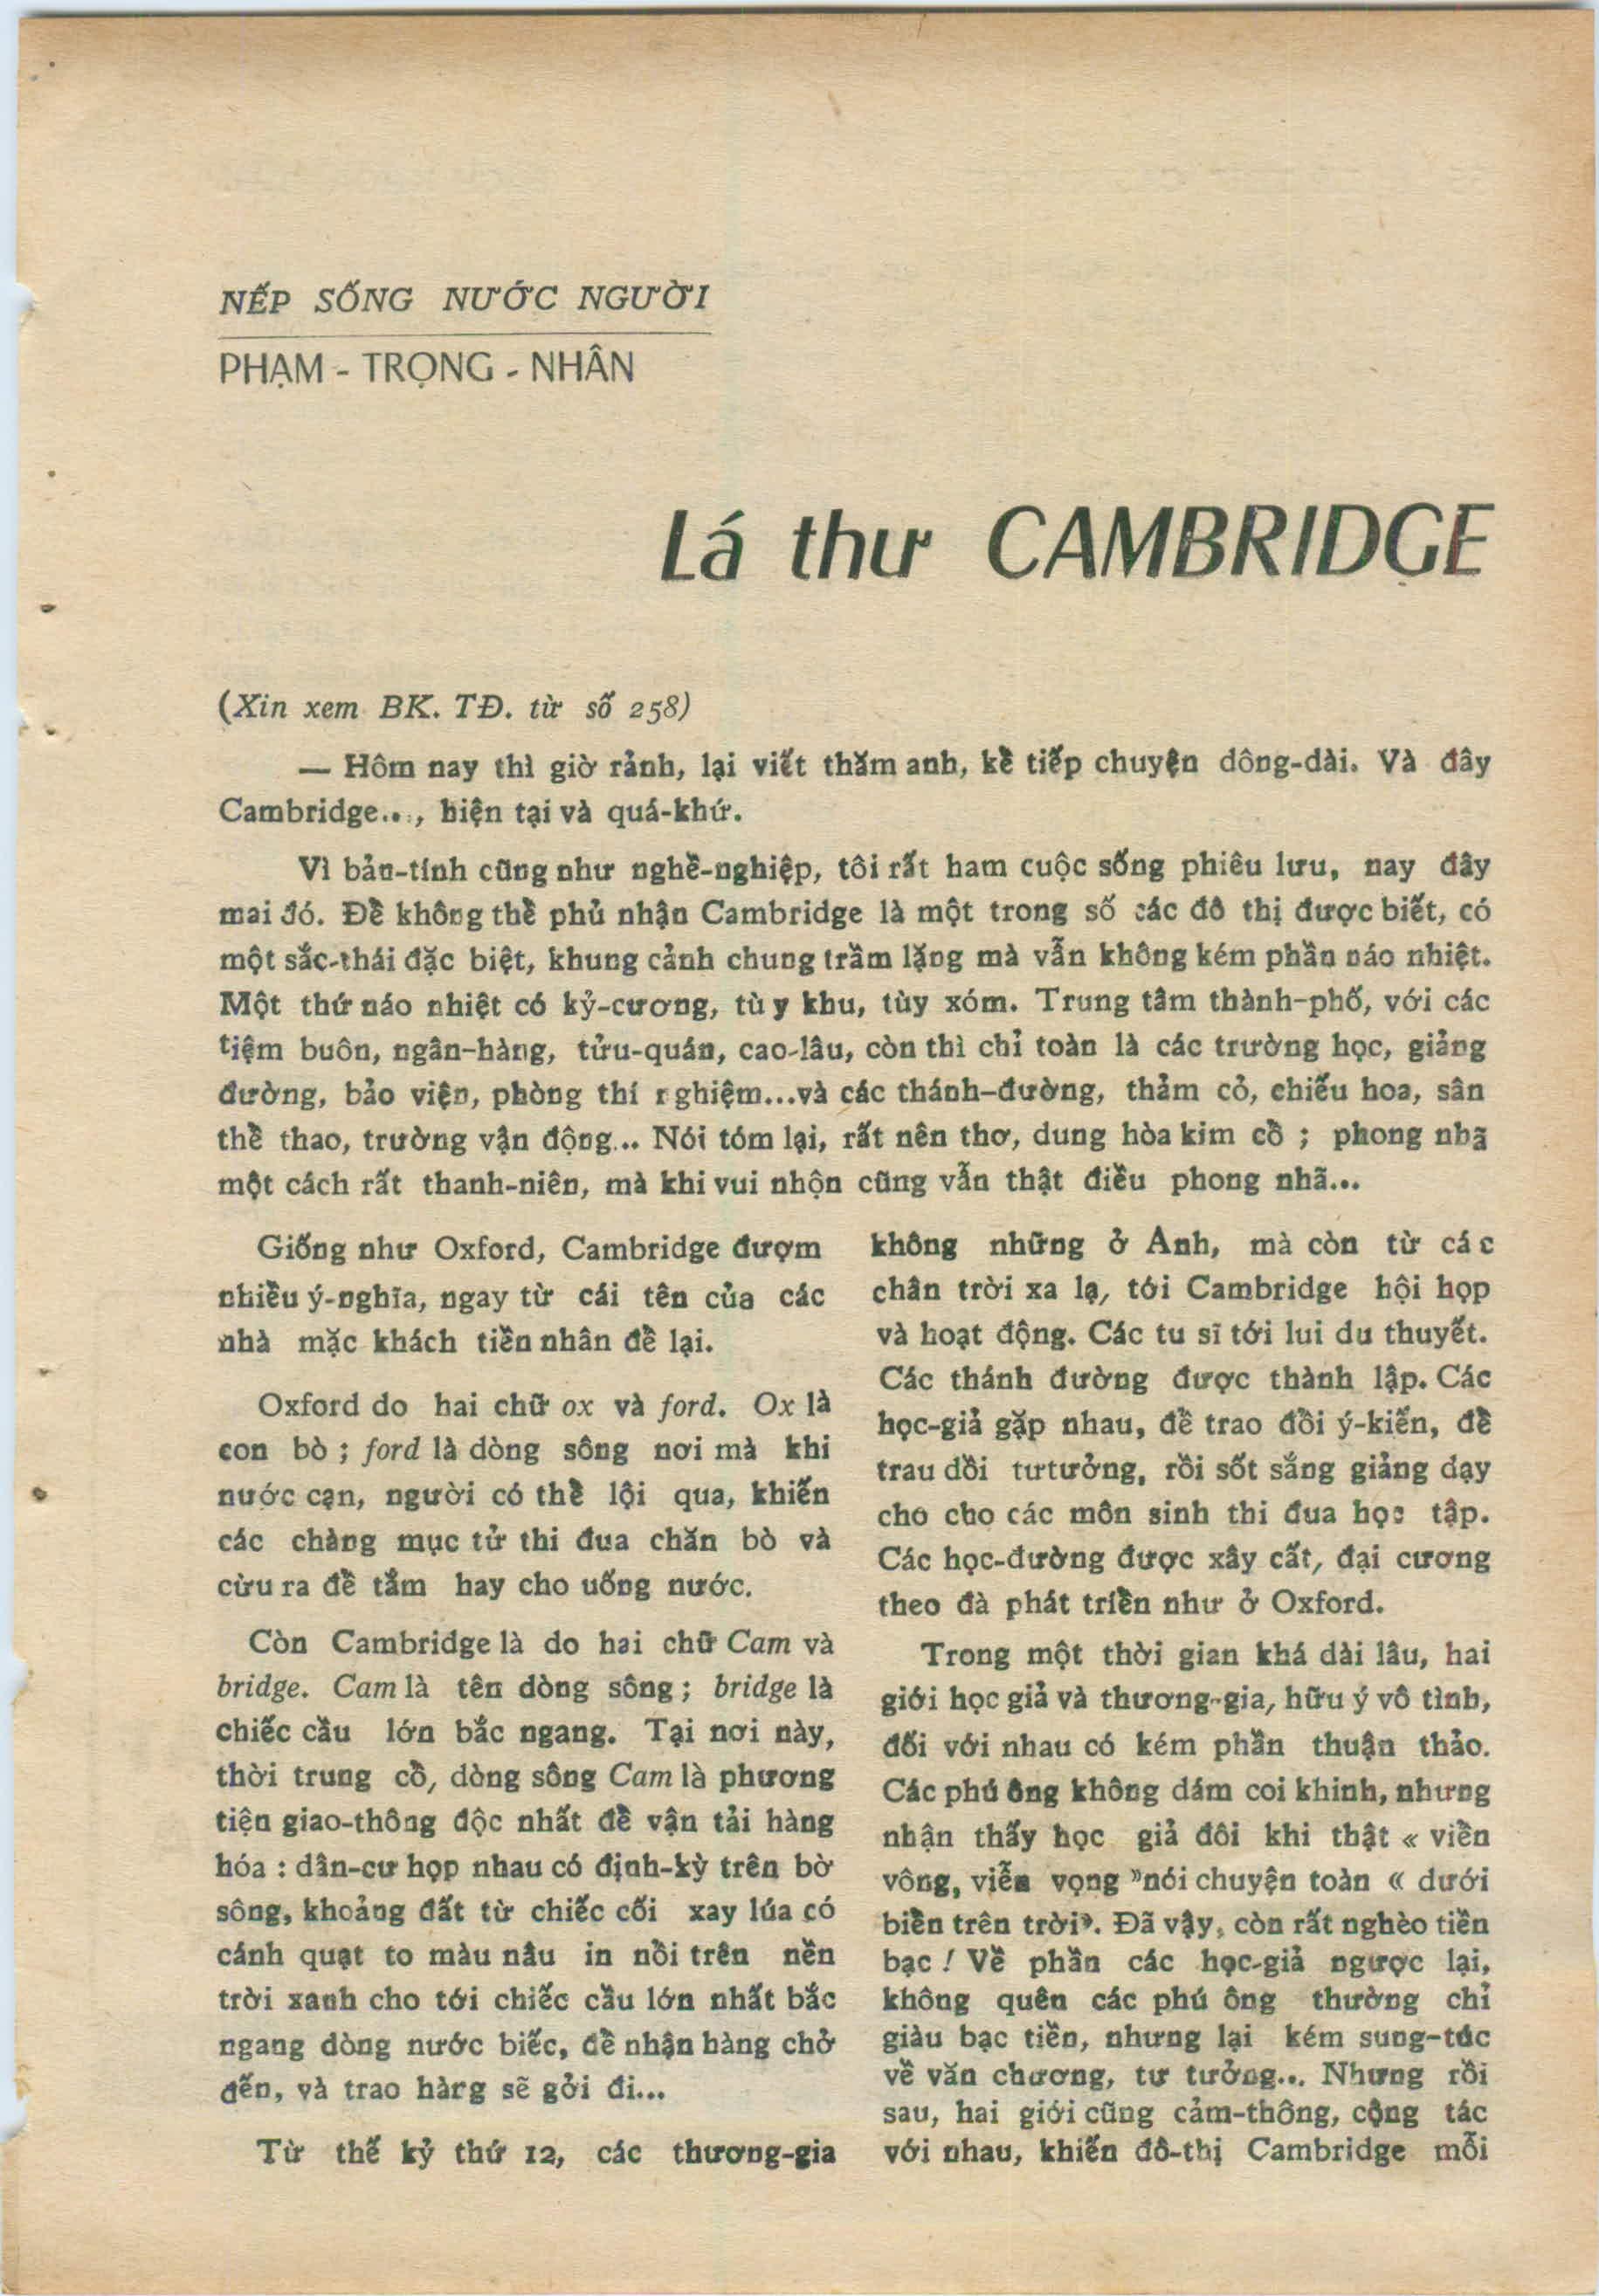 NẾP SỐNG NƯỚC NGƯỜI
PHẠM - TRỌNG - NHÂN
Lá thư CAMBRIDGE
(Xin xem BK. TĐ. từ số 258)
— Hôm nay thì giờ rảnh, lại viết thăm anh, kể tiếp chuyện dông-dài. Và đây
Cambridge..., hiện tại và quá-khứ.
Vì bản-tính cũng như nghề-nghiệp, tôi rất ham cuộc sống phiêu lưu, nay đây
mai đó. Để không thể phủ nhận Cambridge là một trong số các đô thị được biết, có
một sắc-thái đặc biệt, khung cảnh chung trầm lặng mà vẫn không kém phần náo nhiệt.
Một thứ náo nhiệt có kỷ-cương, tùy khu, tùy xóm. Trung tâm thành-phố, với các
tiệm buôn, ngân-hàng, tửu-quán, cao-lâu, còn thì chỉ toàn là các trường học, giảng
đường, bảo viện, phòng thí nghiệm...và các thánh-đường, thảm cỏ, chiếu hoa, sân
thể thao, trường vận động... Nói tóm lại, rất nên thơ, dung hòa kim cổ ; phong nhã
một cách rất thanh-niên, mà khi vui nhộn cũng vẫn thật điều phong nhã...
Giống như Oxford, Cambridge đượm
nhiều ý-nghĩa, ngay từ cái tên của các
nhà mặc khách tiền nhân để lại.
Oxford do hai chữ ox và ford. Ox là
con bò ; ford là dòng sông nơi mà khi
nước cạn, người có thể lội qua, khiến
các chàng mục tử thi đua chăn bò và
cừu ra để tắm hay cho uống nước.
Còn Cambridge là do hai chữ Cam và
bridge. Cam là tên dòng sông ; bridge là
chiếc cầu lớn bắc ngang. Tại nơi này,
thời trung cổ, dòng sông Cam là phương
tiện giao-thông độc nhất để vận tải hàng
hóa : dân-cư họp nhau có định-kỳ trên bờ
sông, khoảng đất từ chiếc cối xay lúa có
cánh quạt to màu nâu in nổi trên nền
trời xanh cho tới chiếc cầu lớn nhất bắc
ngang dòng nước biếc, để nhận hàng chở
đến, và trao hàng sẽ gởi đi...
Từ thế kỷ thứ 12, các thương-gia
không những ở Anh, mà còn từ các
chân trời xa lạ, tới Cambridge hội họp
và hoạt động. Các tu sĩ tới lui du thuyết.
Các thánh đường được thành lập. Các
học-giả gặp nhau, để trao đổi ý-kiến, để
trau dồi tưtưởng, rồi sốt sắng giảng dạy
cho cho các môn sinh thi đua học tập.
Các học-đường được xây cất, đại cương
theo đà phát triển như ở Oxford.
Trong một thời gian khá dài lâu, hai
giới học giả và thương-gia, hữu ý vô tình,
đối với nhau có kém phần thuận thảo.
Các phú ông không dám coi khinh, nhưng
nhận thấy học giả đôi khi thật « viển
vông, viễn vọng » nói chuyện toàn « dưới
biển trên trời». Đã vậy, còn rất nghèo tiền
bạc ! Về phần các học-giả ngược lại,
không quên các phú ông thường chỉ
giàu bạc tiền, nhưng lại kém sung-túc
về văn chương, tư tưởng... Nhưng rồi
sau, hai giới cũng cảm-thông, cộng tác
với nhau, khiến đô-thị Cambridge mỗi